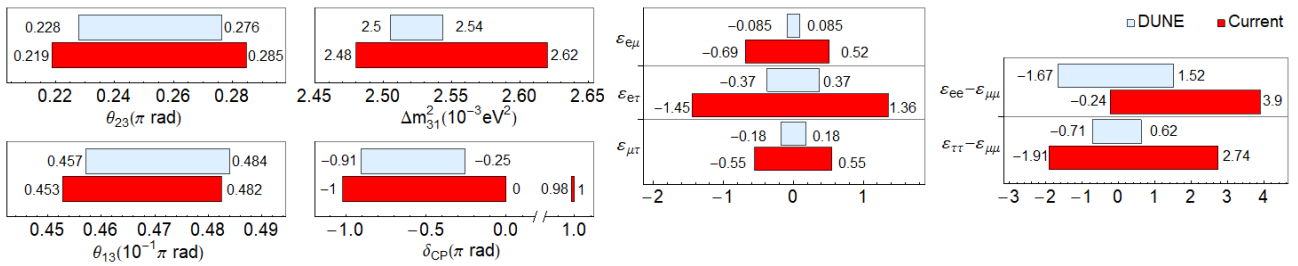 0.228 0.276
0.219 0.285
0.22 0.24 0.26 0.28
θ23(π rad)
2.5 2.54
2.48 2.62
2.45 2.50 2.55 2.60 2.65
Δm²31(10⁻³eV²)
0.457 0.484
0.453 0.482
0.45 0.46 0.47 0.48 0.49
θ13(10⁻¹π rad)
−0.91 −0.25
−1 0 0.98 1
−1.0 −0.5 0.0 1.0
δCP(π rad)
εeμ −0.085 0.085
−0.69 0.52
εeτ −0.37 0.37
−1.45 1.36
εμτ −0.18 0.18
−0.55 0.55
−2 −1 0 1
DUNE Current
εee−εμμ −1.67 1.52
−0.24 3.9
εττ−εμμ −0.71 0.62
−1.91 2.74
−3 −2 −1 0 1 2 3 4